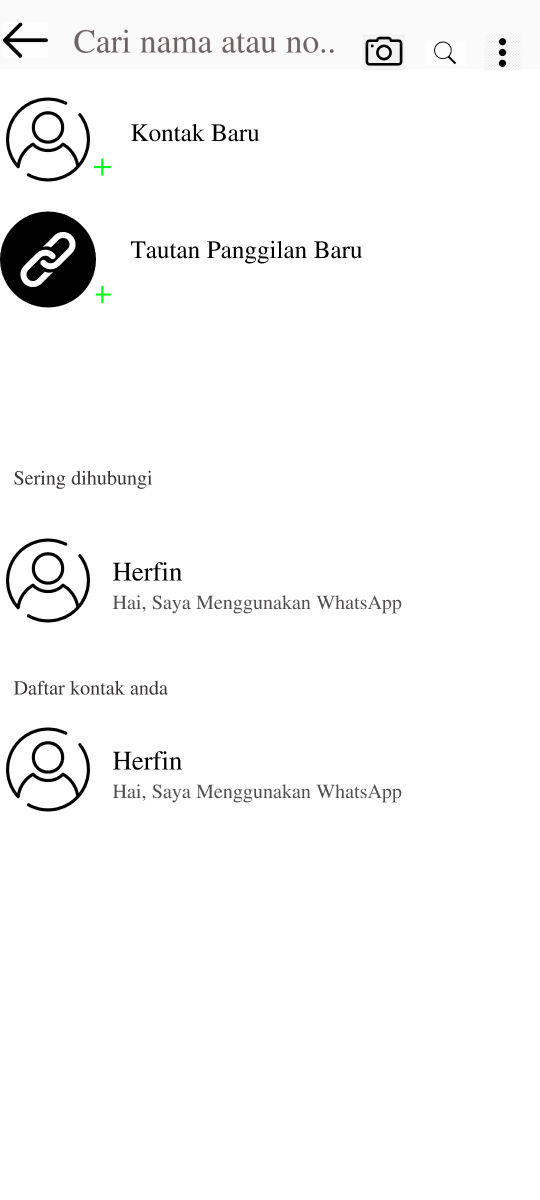 Cari nama atau no..
Kontak Baru
Tautan Panggilan Baru
Sering dihubungi
Herfin
Hai, Saya Menggunakan WhatsApp
Daftar kontak anda
Herfin
Hai, Saya Menggunakan WhatsApp